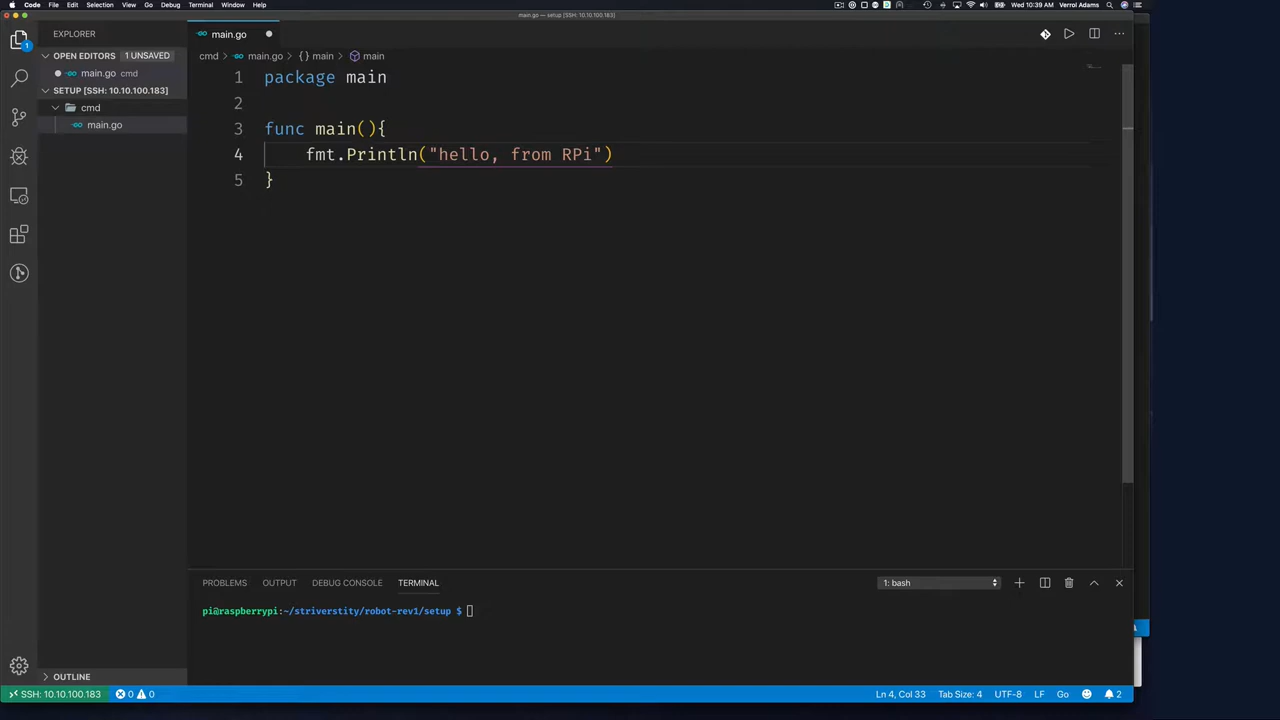 Code File Edit Selection View Go Debug Terminal Window Help Wed 10:39 AM Verrol Adams
main.go — setup [SSH: 10.10.100.183]
EXPLORER
main.go
OPEN EDITORS 1 UNSAVED
cmd > main.go > {} main > main
main.go cmd
SETUP [SSH: 10.10.100.183]
cmd
main.go
1 package main
2
3 func main(){
4 fmt.Println("hello, from RPi")
5 }
PROBLEMS OUTPUT DEBUG CONSOLE TERMINAL 1: bash
pi@raspberrypi:~/striverstity/robot-rev1/setup $
OUTLINE
SSH: 10.10.100.183 0 0 Ln 4, Col 33 Tab Size: 4 UTF-8 LF Go 2